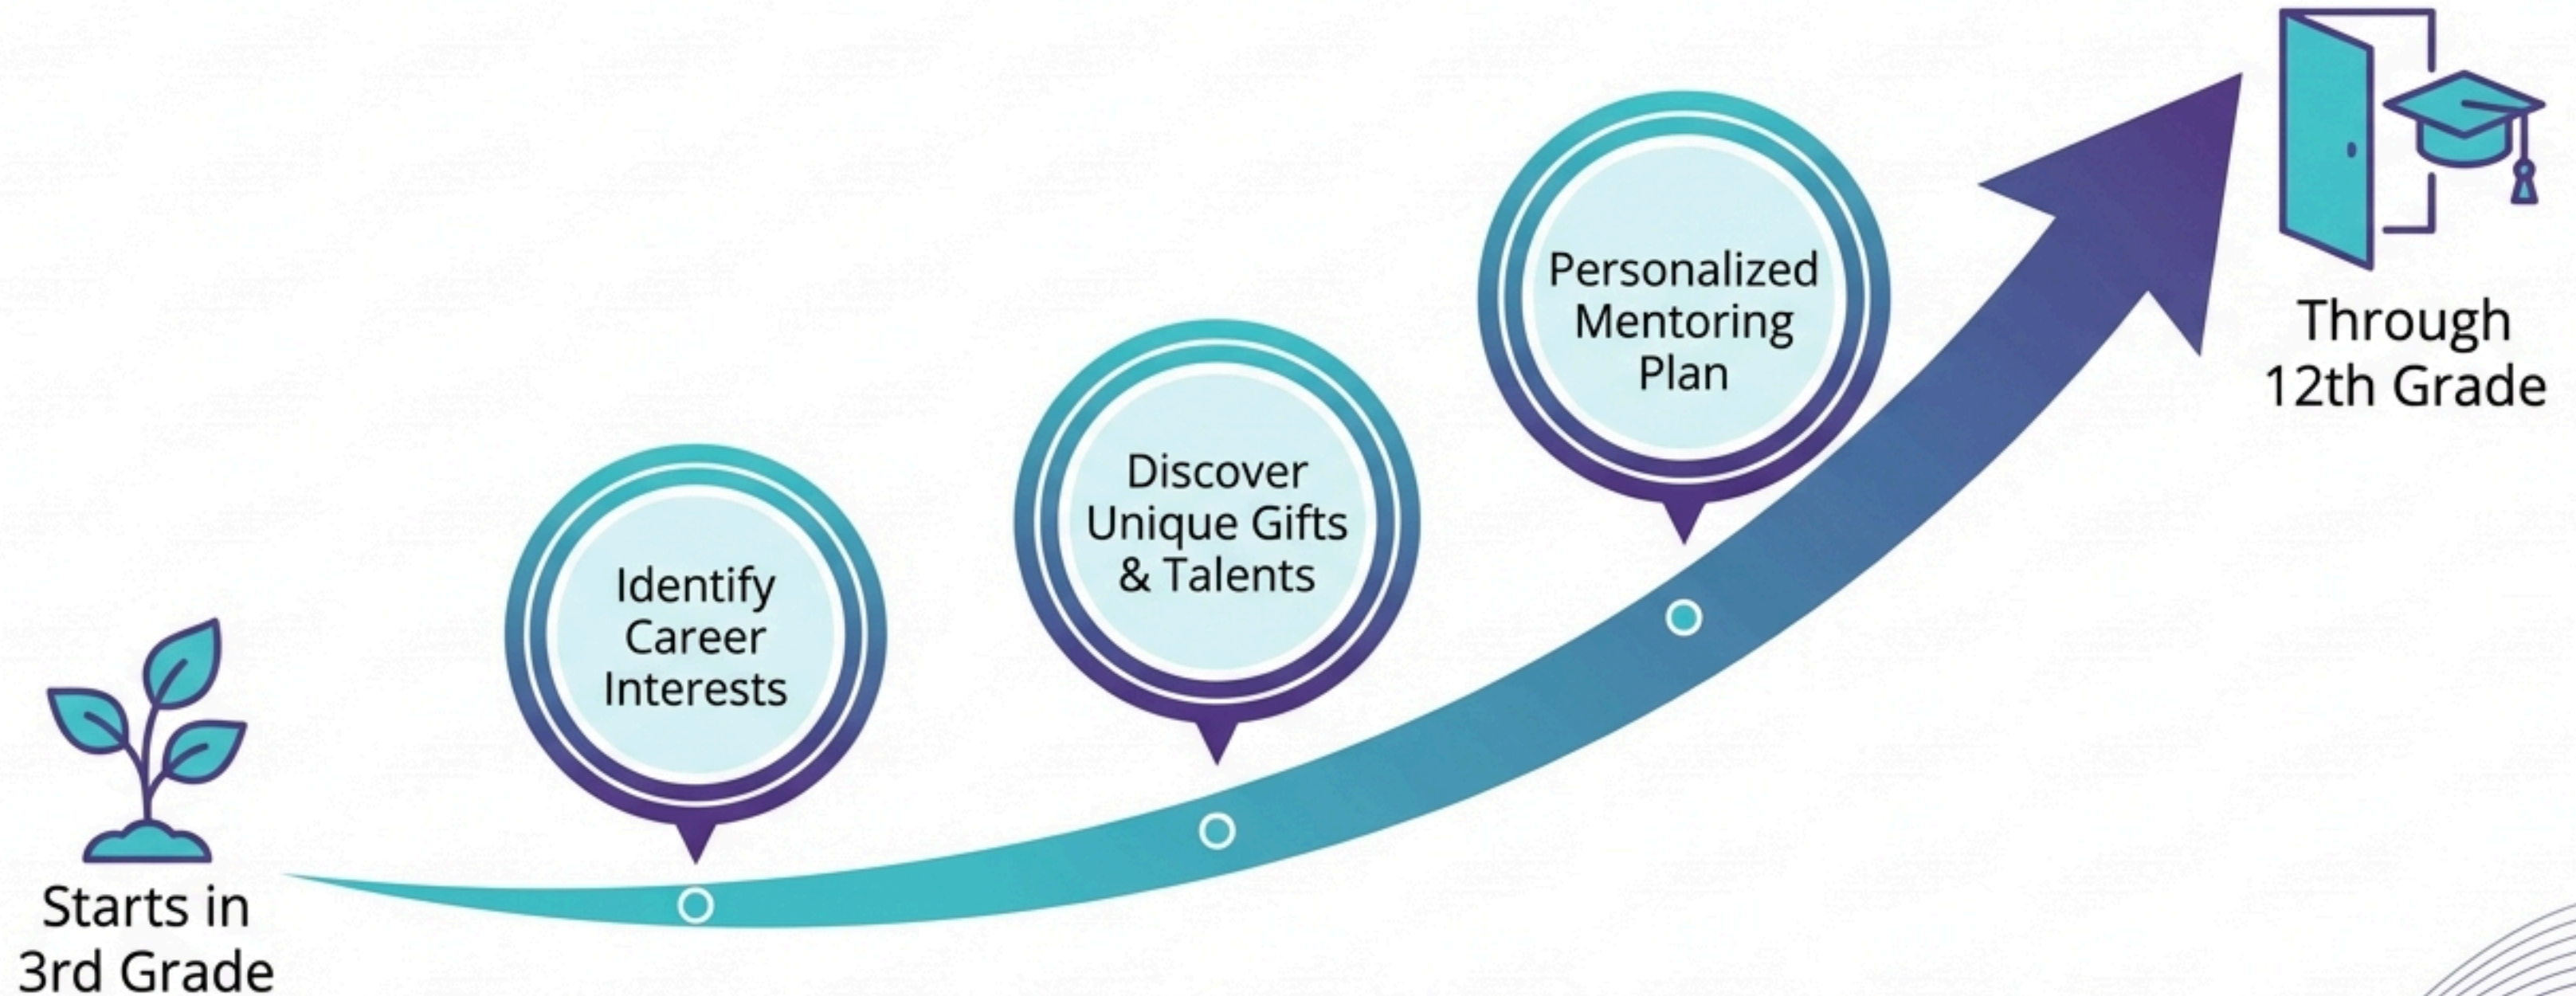 Starts in
3rd Grade
Identify
Career
Interests
Discover
Unique Gifts
& Talents
Personalized
Mentoring
Plan
Through
12th Grade